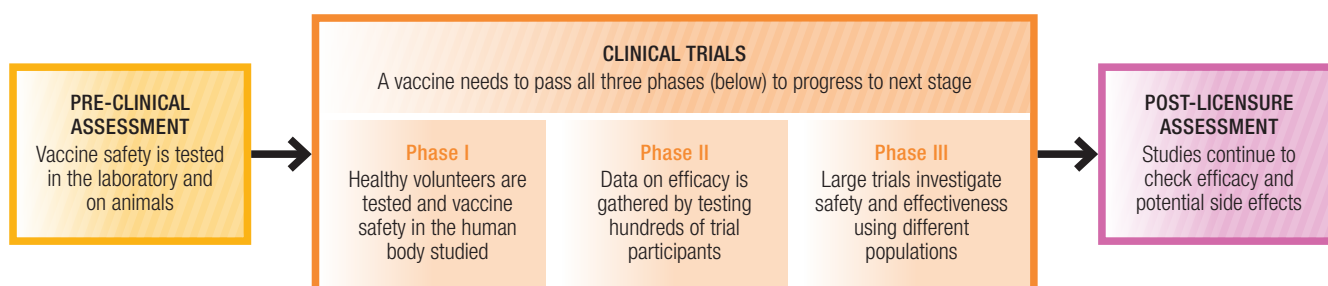 PRE-CLINICAL
ASSESSMENT
Vaccine safety is tested
in the laboratory and
on animals
CLINICAL TRIALS
A vaccine needs to pass all three phases (below) to progress to next stage
Phase I
Healthy volunteers are
tested and vaccine
safety in the human
body studied
Phase II
Data on efficacy is
gathered by testing
hundreds of trial
participants
Phase III
Large trials investigate
safety and effectiveness
using different
populations
POST-LICENSURE
ASSESSMENT
Studies continue to
check efficacy and
potential side effects